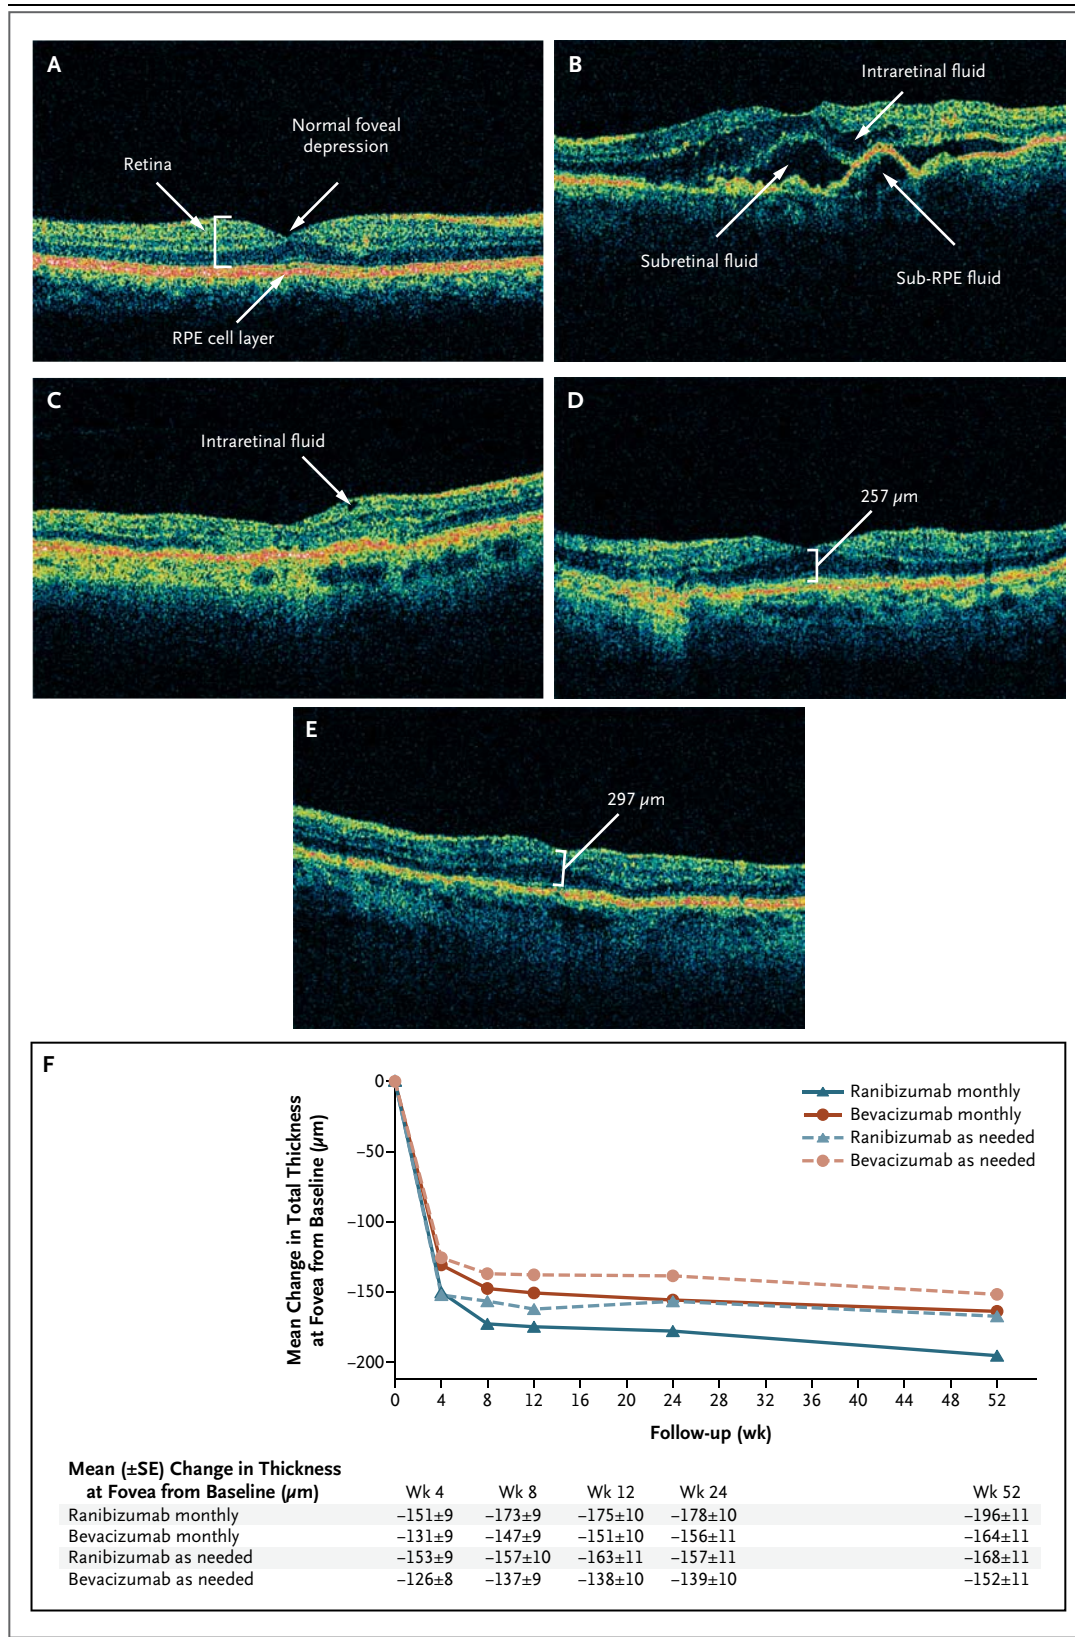 A
Normal foveal
depression
Retina
RPE cell layer
B
Intraretinal fluid
Subretinal fluid
Sub-RPE fluid
C
Intraretinal fluid
D
257 µm
E
297 µm
F
Mean Change in Total Thickness
at Fovea from Baseline (µm)
0
−50
−100
−150
−200
Ranibizumab monthly
Bevacizumab monthly
Ranibizumab as needed
Bevacizumab as needed
0 4 8 12 16 20 24 28 32 36 40 44 48 52
Follow-up (wk)
Mean (±SE) Change in Thickness
at Fovea from Baseline (µm) Wk 4 Wk 8 Wk 12 Wk 24 Wk 52
Ranibizumab monthly −151±9 −173±9 −175±10 −178±10 −196±11
Bevacizumab monthly −131±9 −147±9 −151±10 −156±11 −164±11
Ranibizumab as needed −153±9 −157±10 −163±11 −157±11 −168±11
Bevacizumab as needed −126±8 −137±9 −138±10 −139±10 −152±11